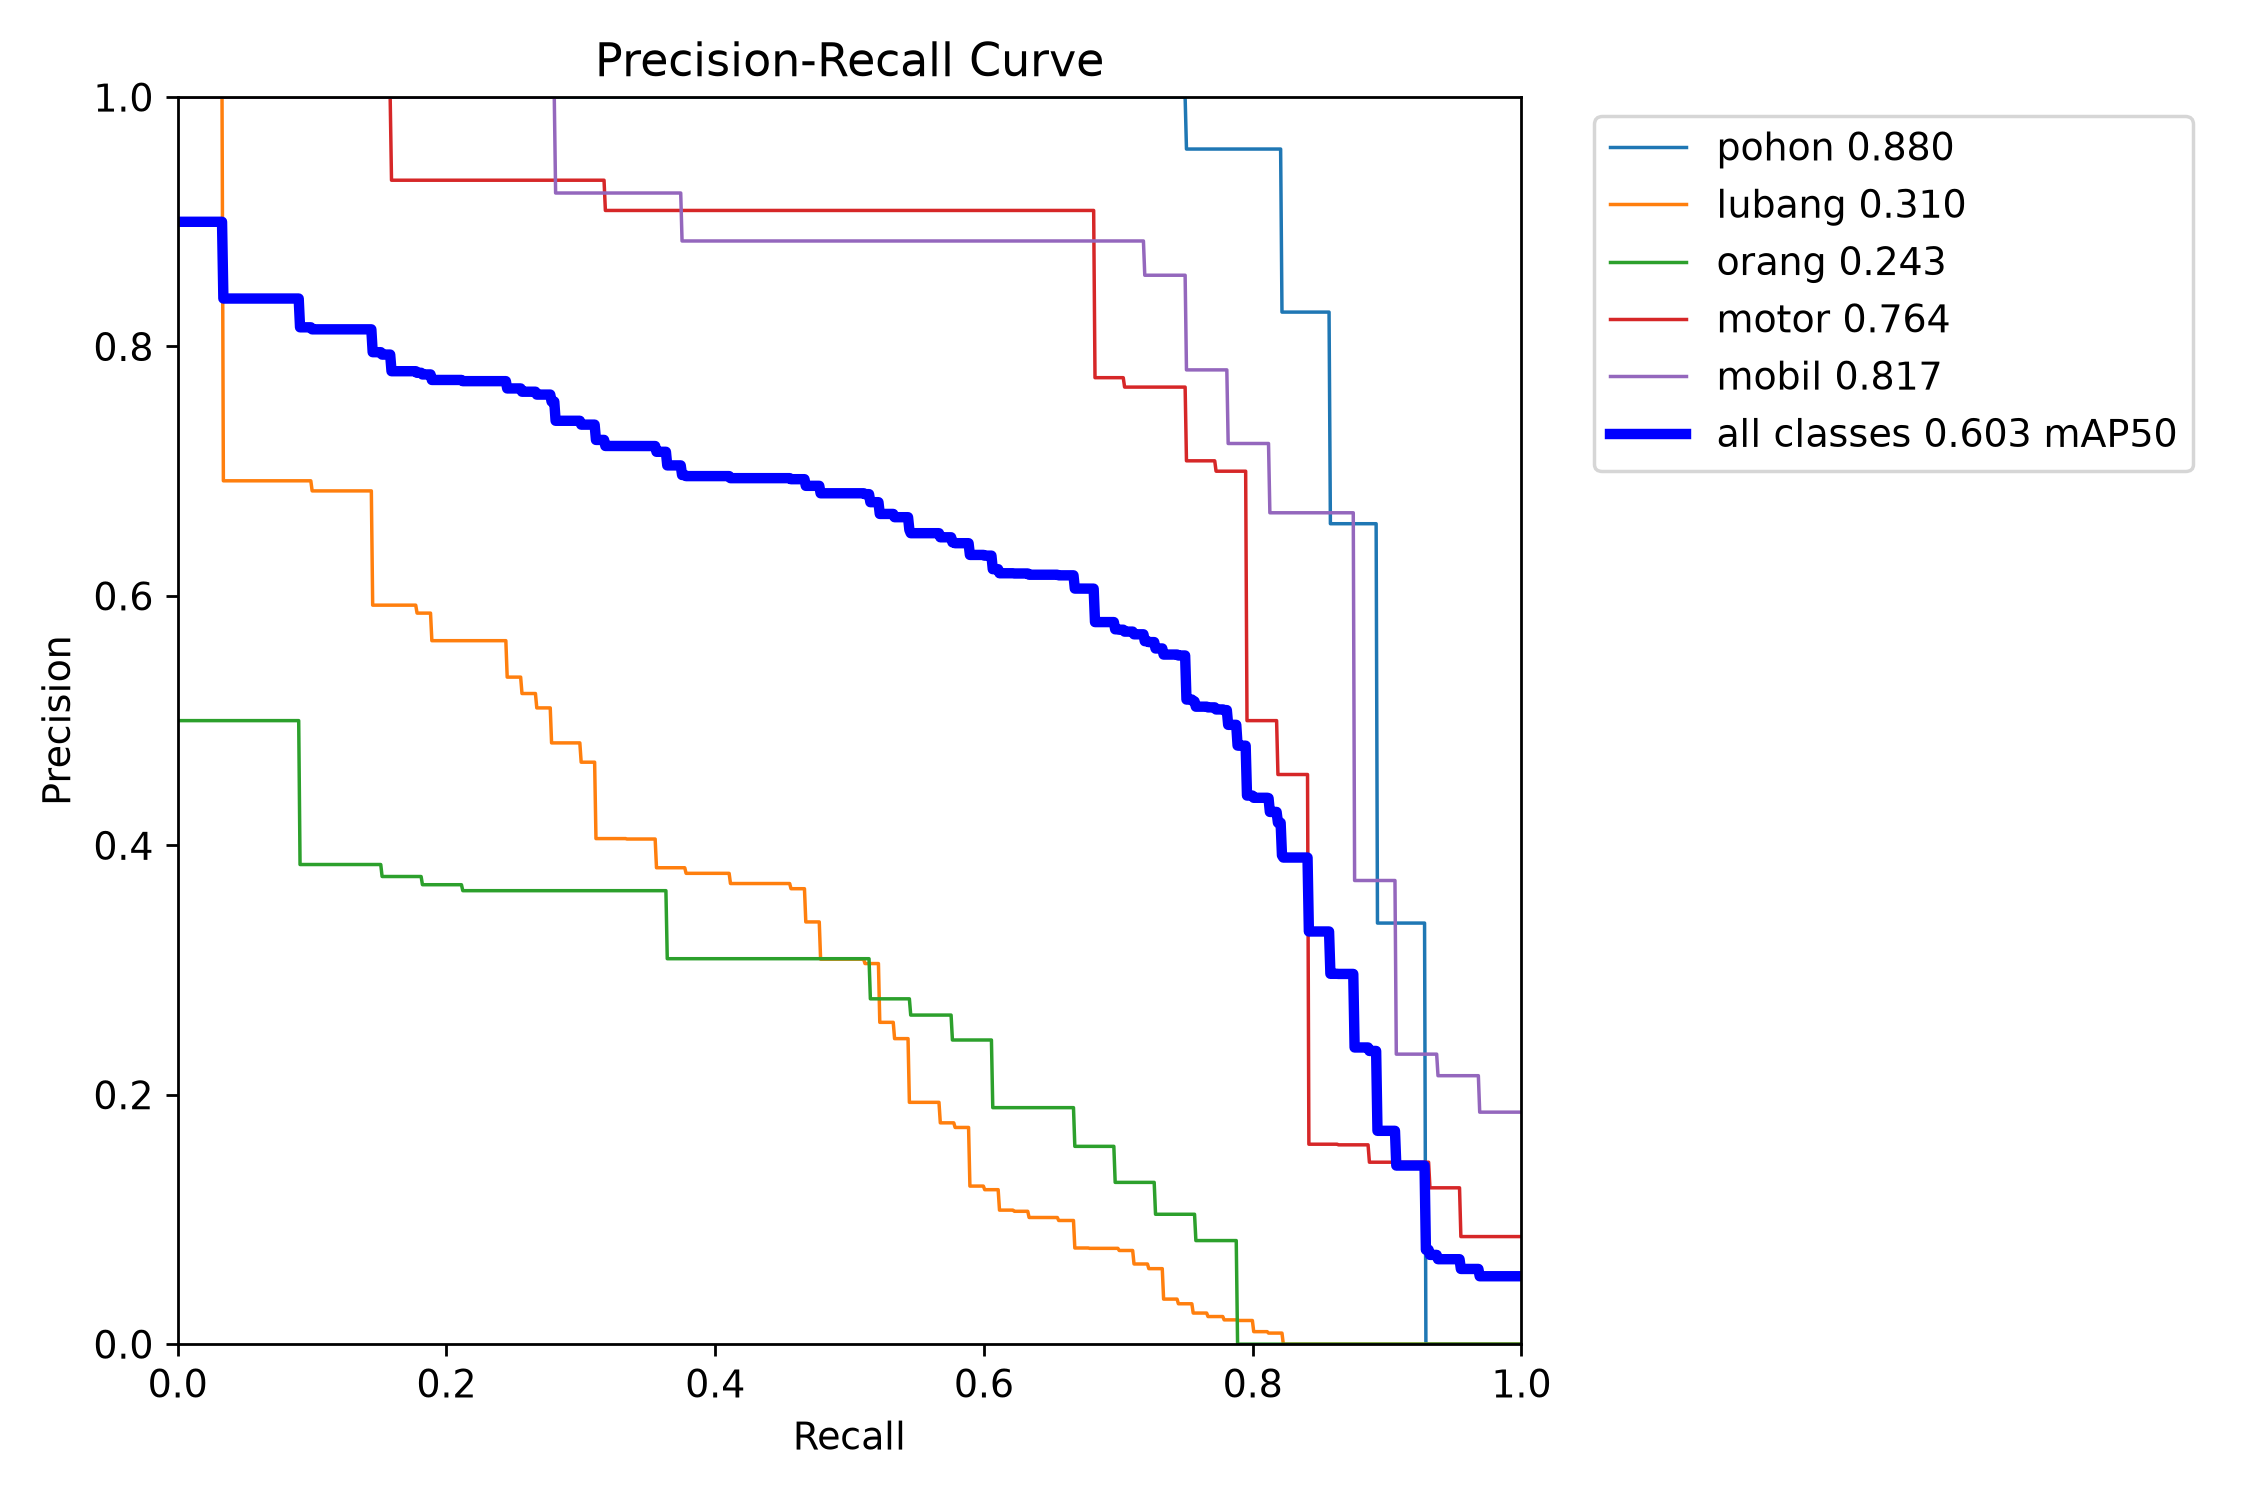 Precision-Recall Curve
1.0
0.8
0.6
0.4
0.2
0.0
Precision
0.0 0.2 0.4 0.6 0.8 1.0
Recall
pohon 0.880
lubang 0.310
orang 0.243
motor 0.764
mobil 0.817
all classes 0.603 mAP50